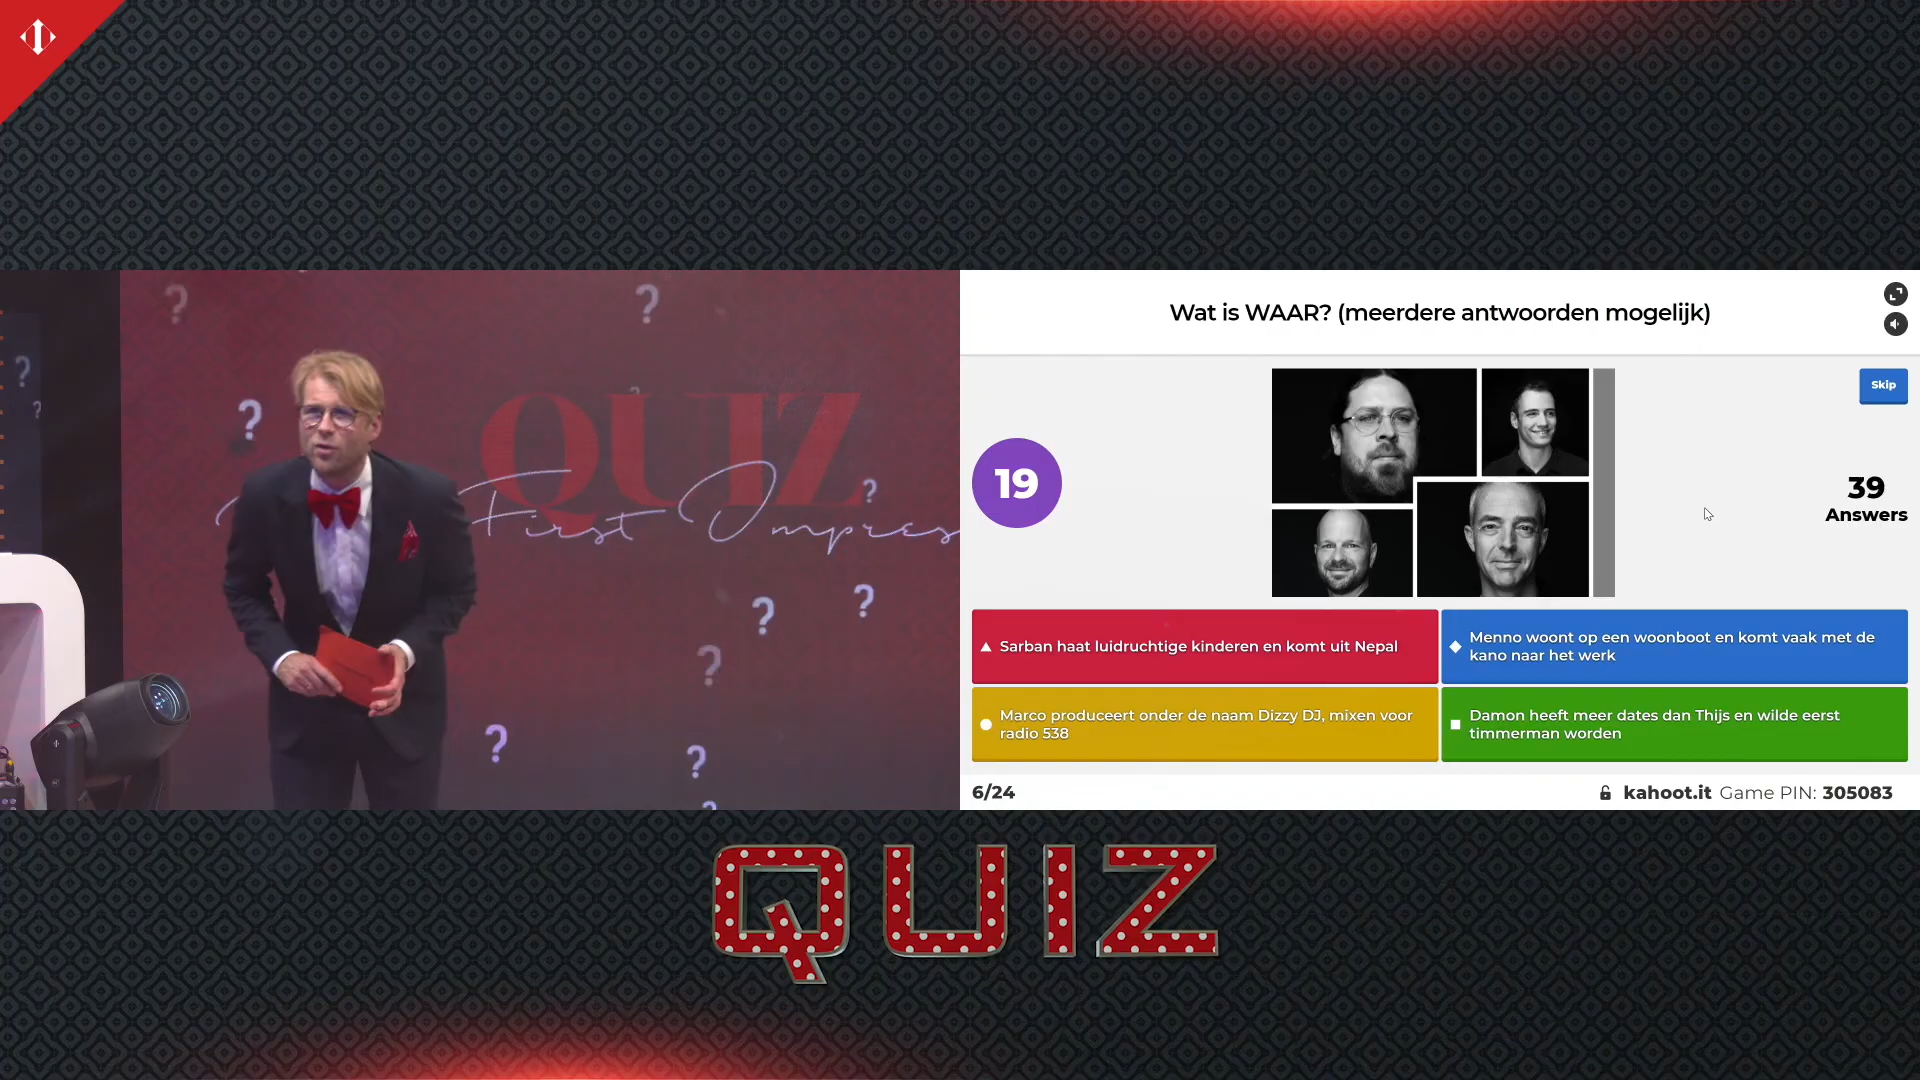 QUIZ
First Impres
Wat is WAAR? (meerdere antwoorden mogelijk)
Skip
19
39
Answers
Sarban haat luidruchtige kinderen en komt uit Nepal
Menno woont op een woonboot en komt vaak met de
kano naar het werk
Marco produceert onder de naam Dizzy DJ, mixen voor
radio 538
Damon heeft meer dates dan Thijs en wilde eerst
timmerman worden
6/24
kahoot.it Game PIN: 305083
QUIZ